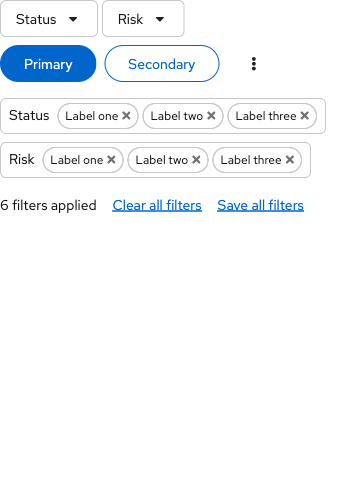 Status Risk
Primary Secondary
Status Label one Label two Label three
Risk Label one Label two Label three
6 filters applied Clear all filters Save all filters